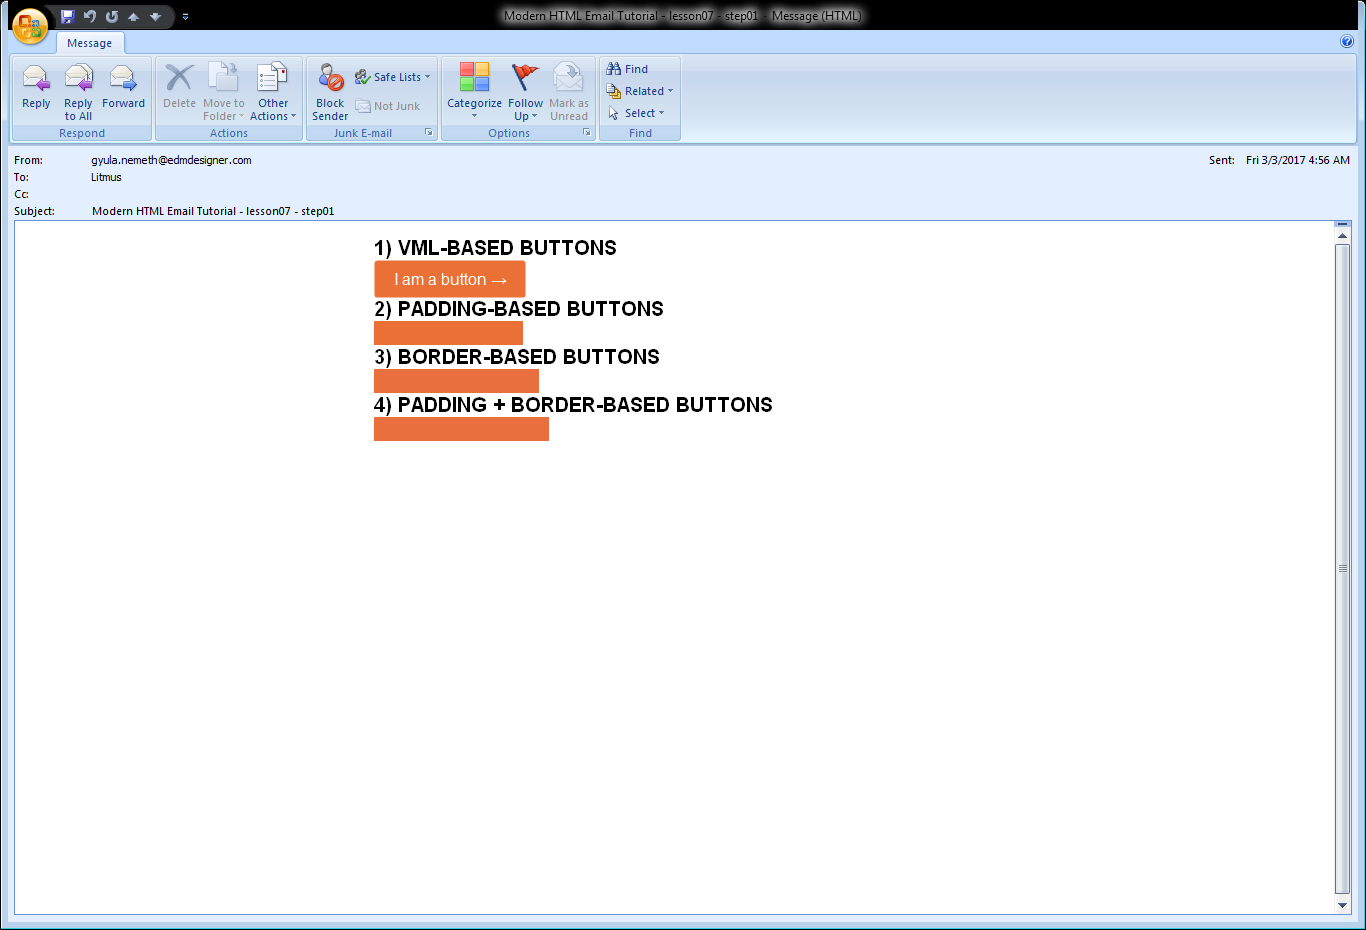 Modern HTML Email Tutorial - lesson07 - step01 - Message (HTML)
Message
Reply
Reply to All
Forward
Respond
Delete
Move to Folder
Other Actions
Actions
Block Sender
Safe Lists
Not Junk
Junk E-mail
Categorize
Follow Up
Mark as Unread
Options
Find
Related
Select
Find
From: gyula.nemeth@edmdesigner.com
Sent: Fri 3/3/2017 4:56 AM
To: Litmus
Cc:
Subject: Modern HTML Email Tutorial - lesson07 - step01
1) VML-BASED BUTTONS
I am a button →
2) PADDING-BASED BUTTONS
3) BORDER-BASED BUTTONS
4) PADDING + BORDER-BASED BUTTONS